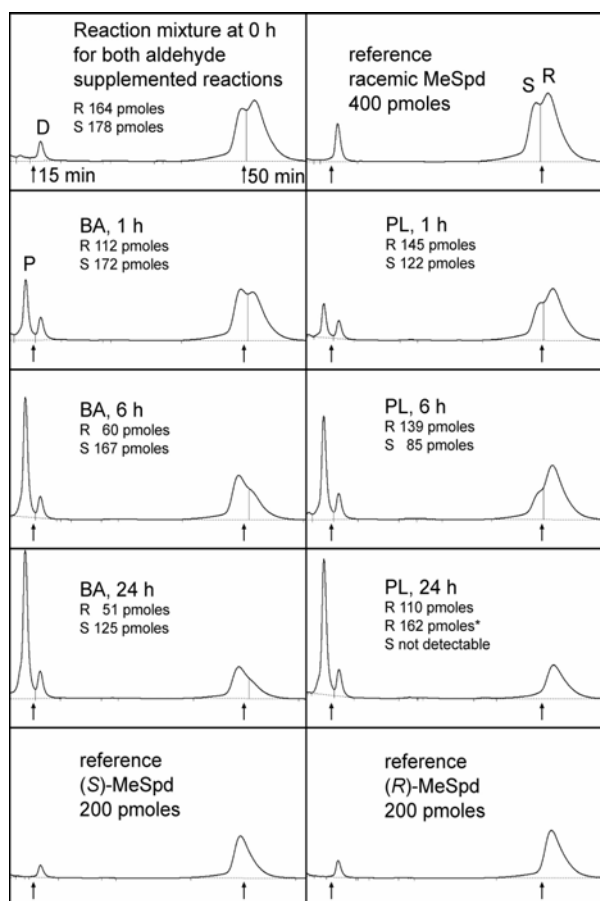 Reaction mixture at 0 h
for both aldehyde
supplemented reactions
R 164 pmoles
S 178 pmoles
D
↑15 min
↑50 min
reference
racemic MeSpd
400 pmoles
S R
BA, 1 h
R 112 pmoles
S 172 pmoles
P
PL, 1 h
R 145 pmoles
S 122 pmoles
BA, 6 h
R 60 pmoles
S 167 pmoles
PL, 6 h
R 139 pmoles
S 85 pmoles
BA, 24 h
R 51 pmoles
S 125 pmoles
PL, 24 h
R 110 pmoles
R 162 pmoles*
S not detectable
reference
(S)-MeSpd
200 pmoles
reference
(R)-MeSpd
200 pmoles